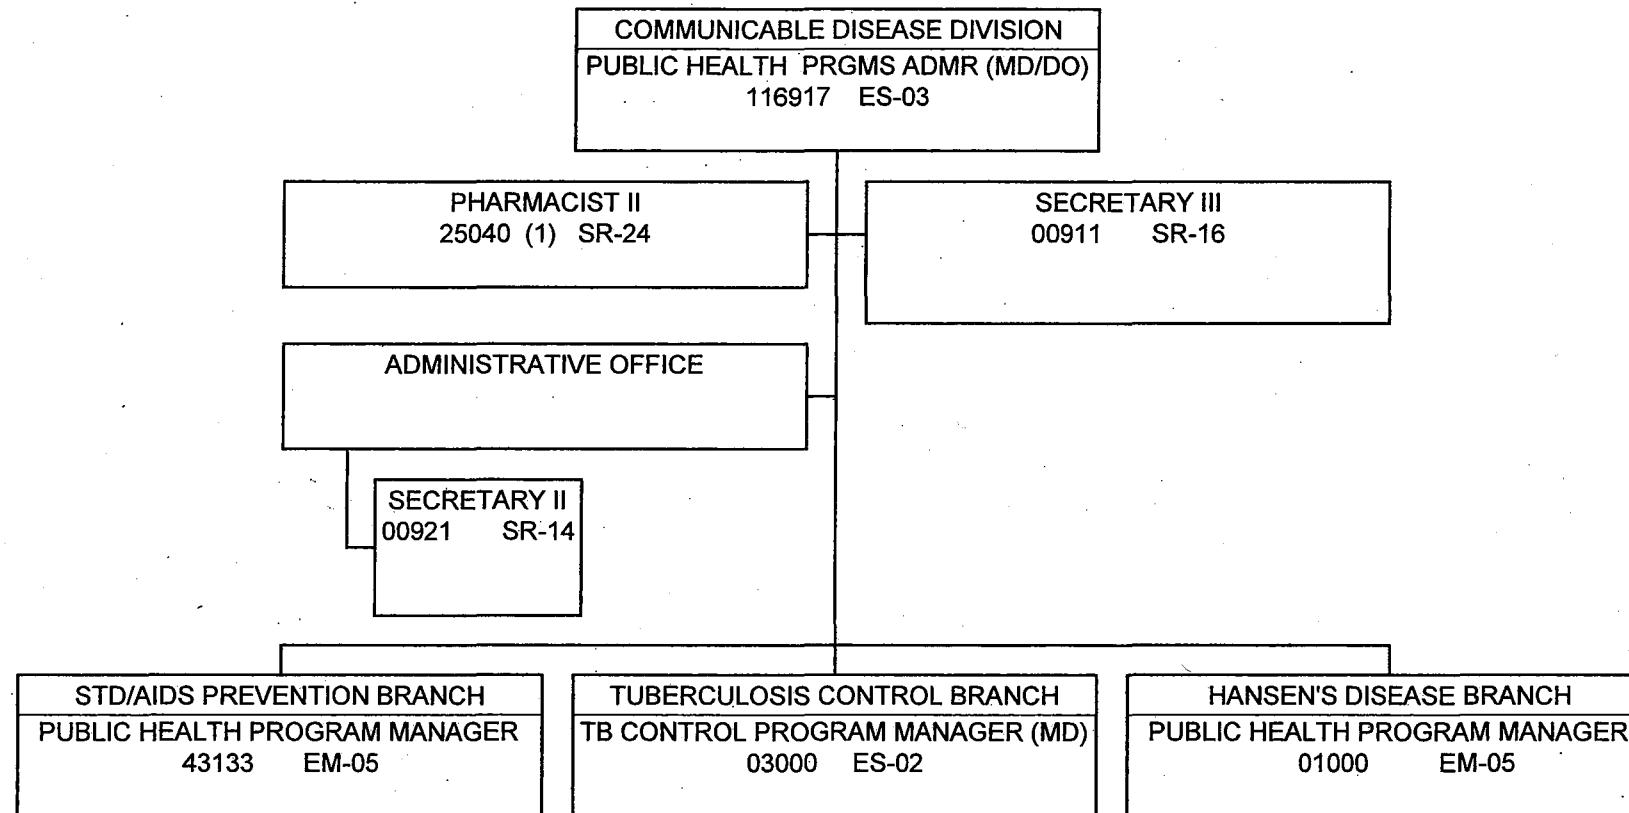 COMMUNICABLE DISEASE DIVISION
PUBLIC HEALTH PRGMS ADMR (MD/DO)
116917 ES-03
PHARMACIST II
25040 (1) SR-24
SECRETARY III
00911 SR-16
ADMINISTRATIVE OFFICE
SECRETARY II
00921 SR-14
STD/AIDS PREVENTION BRANCH
PUBLIC HEALTH PROGRAM MANAGER
43133 EM-05
TUBERCULOSIS CONTROL BRANCH
TB CONTROL PROGRAM MANAGER (MD)
03000 ES-02
HANSEN'S DISEASE BRANCH
PUBLIC HEALTH PROGRAM MANAGER
01000 EM-05